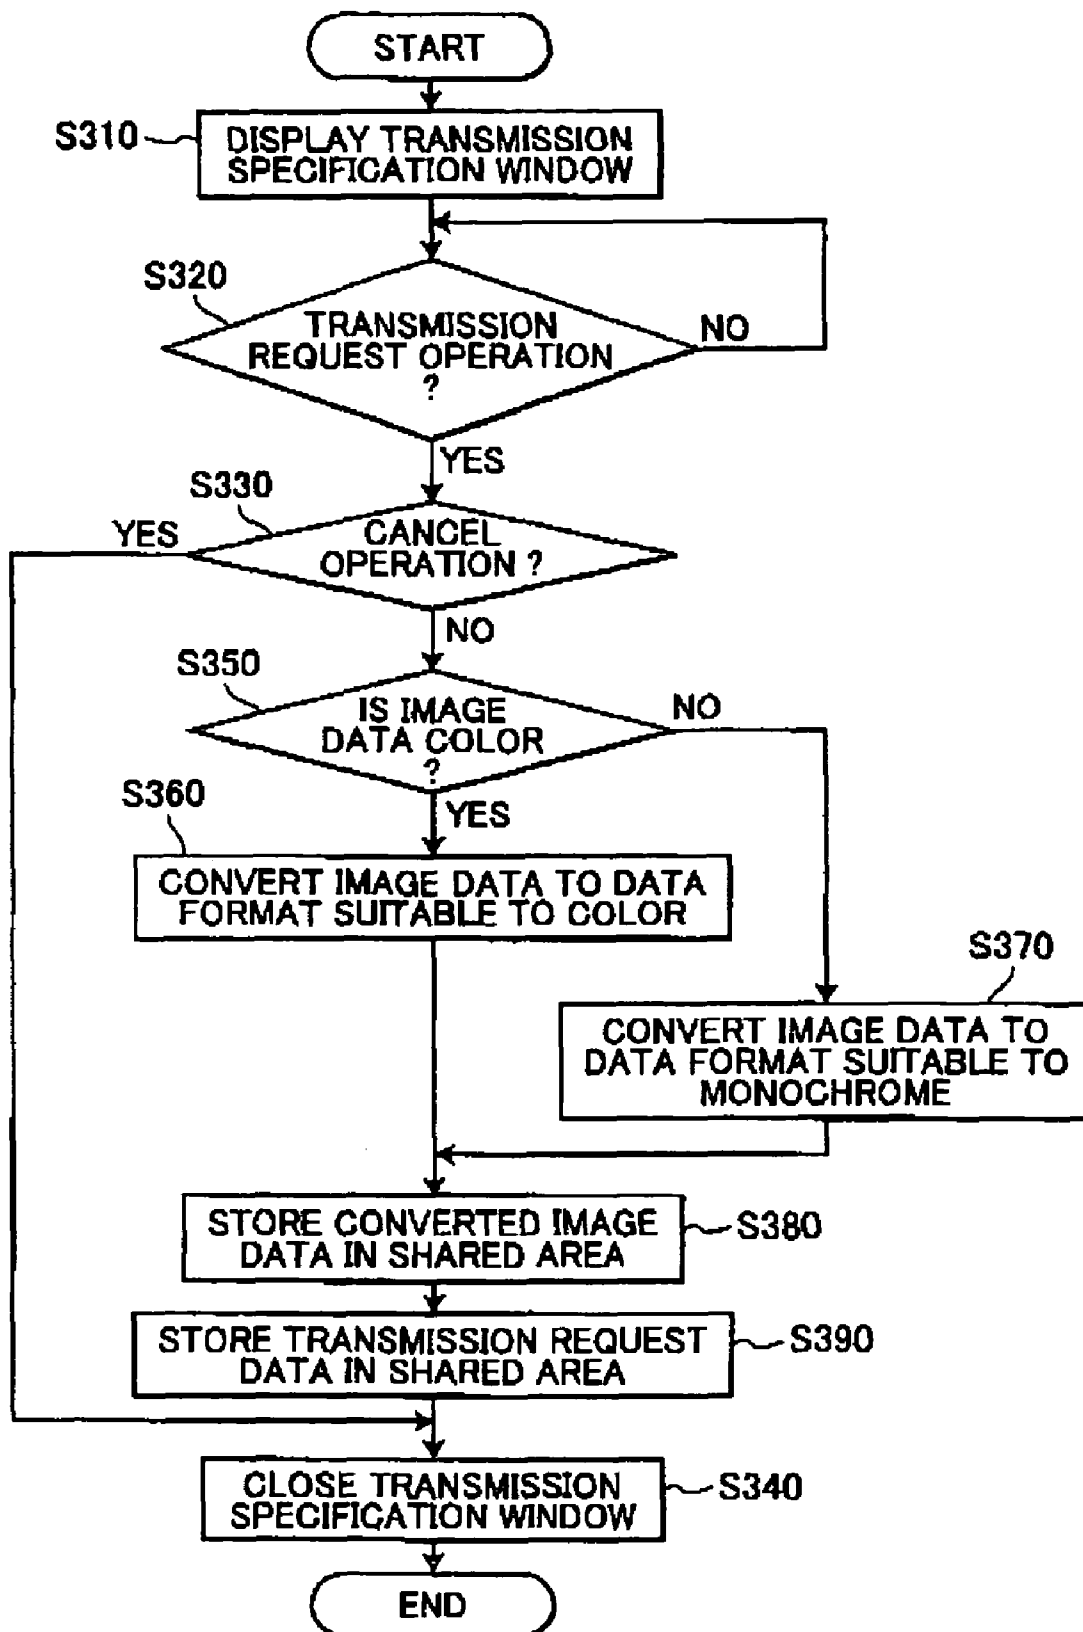 START
S310
DISPLAY TRANSMISSION
SPECIFICATION WINDOW
S320
TRANSMISSION
REQUEST OPERATION
?
NO
YES
S330
YES
CANCEL
OPERATION ?
NO
S350
IS IMAGE
DATA COLOR
?
NO
YES
S360
CONVERT IMAGE DATA TO DATA
FORMAT SUITABLE TO COLOR
S370
CONVERT IMAGE DATA TO
DATA FORMAT SUITABLE TO
MONOCHROME
STORE CONVERTED IMAGE
DATA IN SHARED AREA
S380
STORE TRANSMISSION REQUEST
DATA IN SHARED AREA
S390
CLOSE TRANSMISSION
SPECIFICATION WINDOW
S340
END